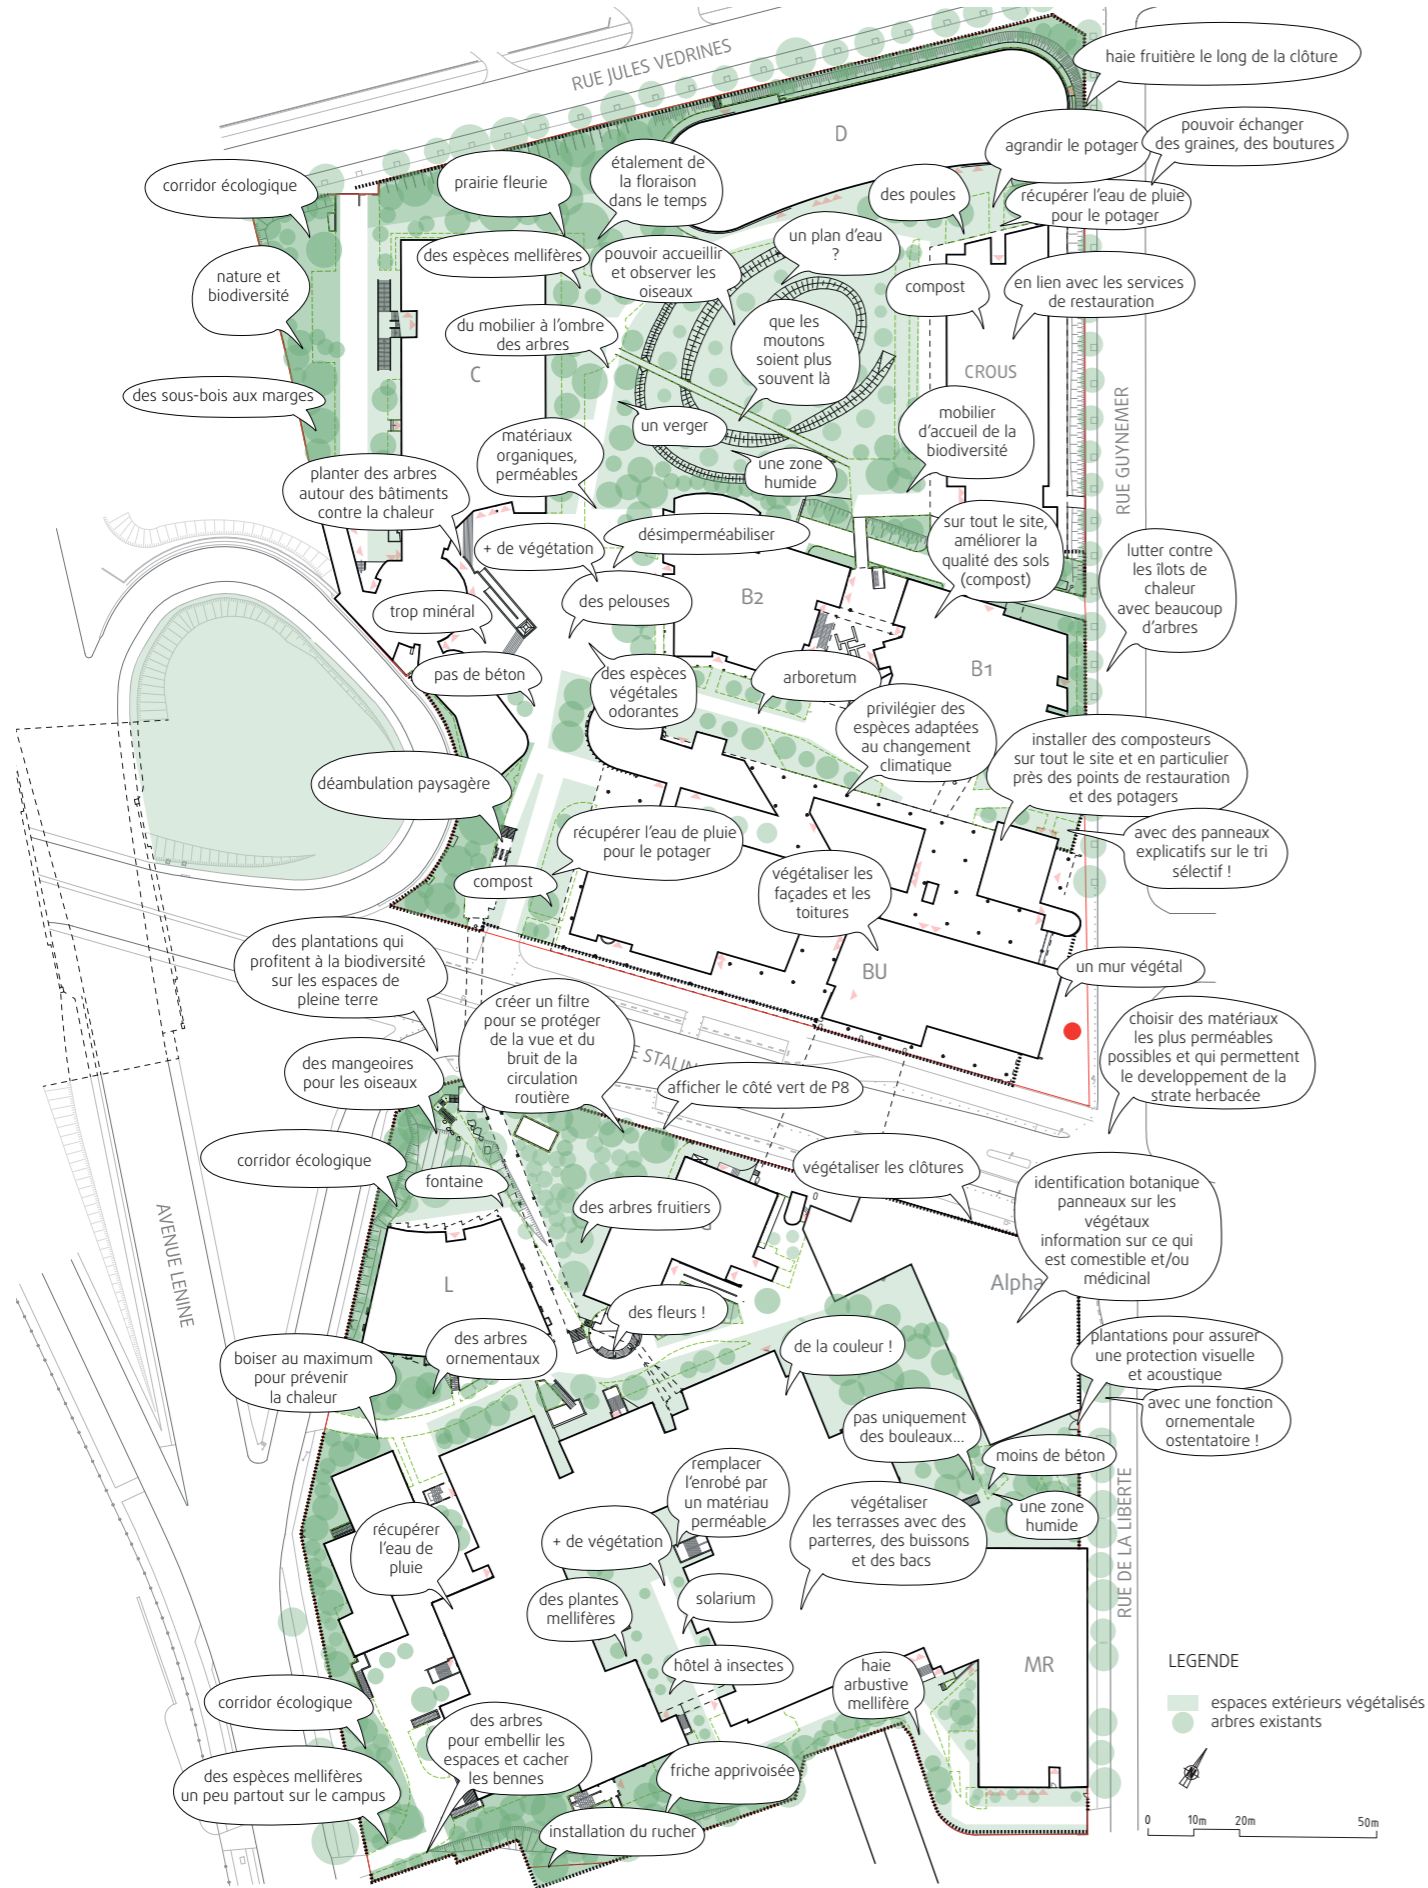 RUE JULES VEDRINES
haie fruitière le long de la clôture
D
pouvoir échanger
des graines, des boutures
agrandir le potager
étalement de
la floraison
dans le temps
prairie fleurie
corridor écologique
des poules
récupérer l'eau de pluie
pour le potager
un plan d'eau
?
des espèces mellifères
pouvoir accueillir
et observer les
oiseaux
nature et
biodiversité
compost
en lien avec les services
de restauration
du mobilier à l'ombre
des arbres
que les
moutons
soient plus
souvent là
C
CROUS
des sous-bois aux marges
RUE GUYNEMER
un verger
mobilier
d'accueil de la
biodiversité
matériaux
organiques,
perméables
une zone
humide
planter des arbres
autour des bâtiments
contre la chaleur
+ de végétation
désimperméabiliser
sur tout le site,
améliorer la
qualité des sols
(compost)
lutter contre
les îlots de
chaleur
avec beaucoup
d'arbres
trop minéral
des pelouses
B2
B1
pas de béton
des espèces
végétales
odorantes
arboretum
privilégier des
espèces adaptées
au changement
climatique
installer des composteurs
sur tout le site et en particulier
près des points de restauration
et des potagers
déambulation paysagère
récupérer l'eau de pluie
pour le potager
avec des panneaux
explicatifs sur le tri
sélectif !
compost
végétaliser les
façades et les
toitures
des plantations qui
profitent à la biodiversité
sur les espaces de
pleine terre
BU
un mur végétal
créer un filtre
pour se protéger
de la vue et du
bruit de la
circulation
routière
choisir des matériaux
les plus perméables
possibles et qui permettent
le developpement de la
strate herbacée
des mangeoires
pour les oiseaux
E STALIN
afficher le côté vert de P8
corridor écologique
fontaine
végétaliser les clôtures
identification botanique
panneaux sur les
végétaux
information sur ce qui
est comestible et/ou
médicinal
des arbres fruitiers
AVENUE LENINE
L
Alpha
des fleurs !
des arbres
ornementaux
de la couleur !
plantations pour assurer
une protection visuelle
et acoustique
boiser au maximum
pour prévenir
la chaleur
avec une fonction
ornementale
ostentatoire !
pas uniquement
des bouleaux...
moins de béton
remplacer
l'enrobé par
un matériau
perméable
végétaliser
les terrasses avec des
parterres, des buissons
et des bacs
une zone
humide
RUE DE LA LIBERTE
récupérer
l'eau de
pluie
+ de végétation
des plantes
mellifères
solarium
hôtel à insectes
haie
arbustive
mellifère
MR
LEGENDE
espaces extérieurs végétalisés
arbres existants
corridor écologique
des arbres
pour embellir les
espaces et cacher
les bennes
friche apprivoisée
des espèces mellifères
un peu partout sur le campus
installation du rucher
N
0 10m 20m 50m